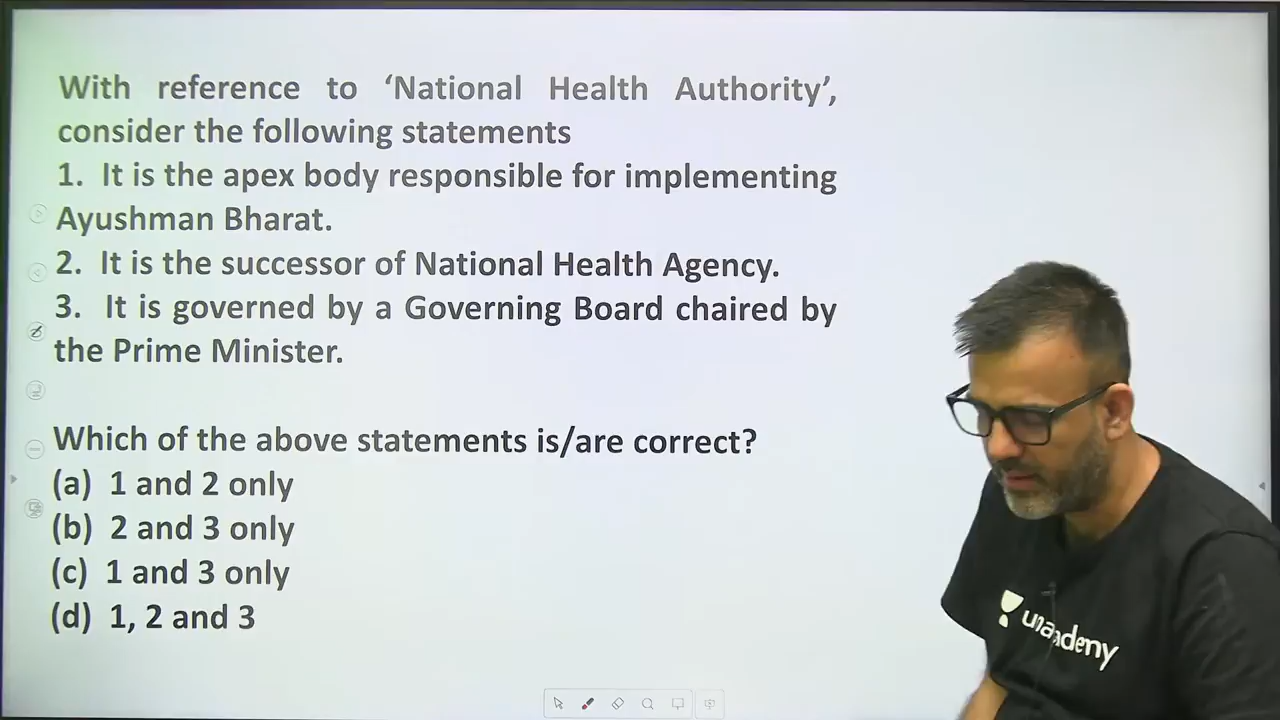 With reference to ‘National Health Authority’,
consider the following statements
1. It is the apex body responsible for implementing
Ayushman Bharat.
2. It is the successor of National Health Agency.
3. It is governed by a Governing Board chaired by
the Prime Minister.
Which of the above statements is/are correct?
(a) 1 and 2 only
(b) 2 and 3 only
(c) 1 and 3 only
(d) 1, 2 and 3
unacademy